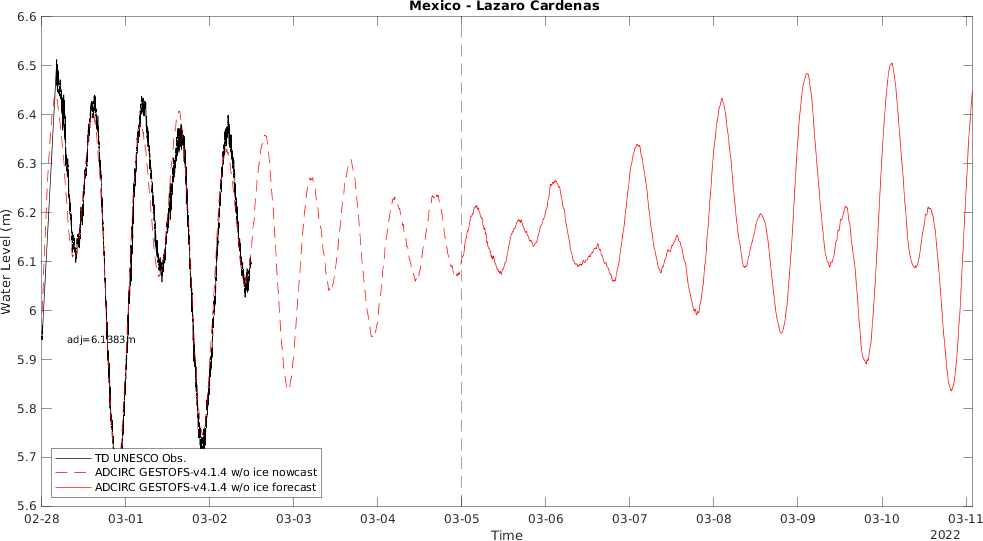 Mexico - Lazaro Cardenas
6.6
6.5
6.4
6.3
6.2
6.1
6
5.9
5.8
5.7
5.6
Water Level (m)
adj=6.1383m
TD UNESCO Obs.
ADCIRC GESTOFS-v4.1.4 w/o ice nowcast
ADCIRC GESTOFS-v4.1.4 w/o ice forecast
02-28 03-01 03-02 03-03 03-04 03-05 03-06 03-07 03-08 03-09 03-10 03-11
Time
2022